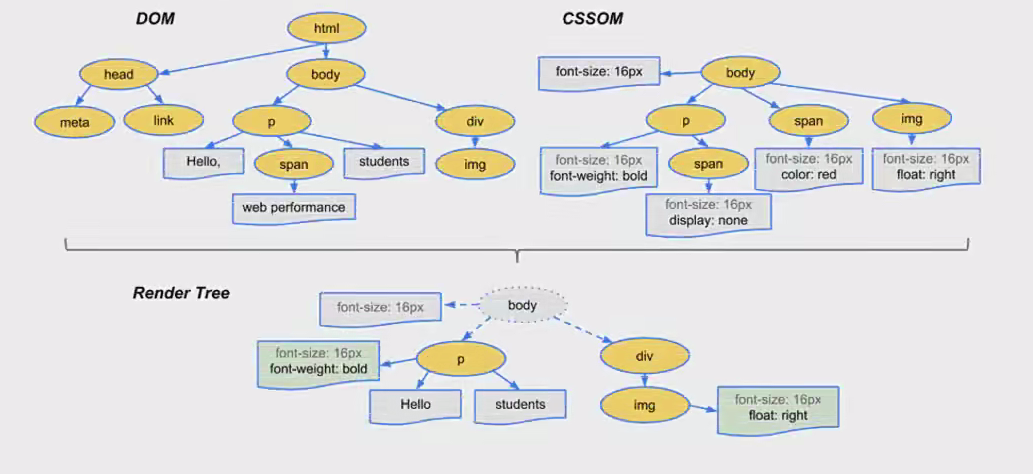 DOM
CSSOM
html
head
body
meta
link
p
div
Hello,
span
students
img
web performance
body
font-size: 16px
p
span
img
font-size: 16px
font-weight: bold
span
font-size: 16px
color: red
font-size: 16px
float: right
font-size: 16px
display: none
Render Tree
body
font-size: 16px
p
div
font-size: 16px
font-weight: bold
Hello
students
img
font-size: 16px
float: right